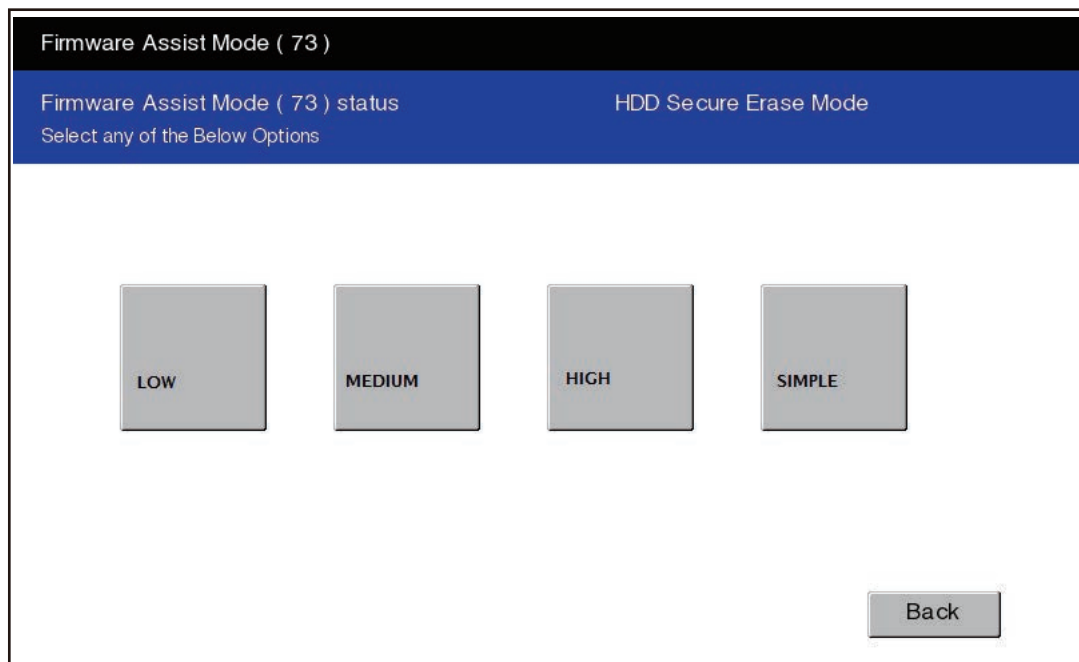 Firmware Assist Mode ( 73 )
Firmware Assist Mode ( 73 ) status
HDD Secure Erase Mode
Select any of the Below Options
LOW
MEDIUM
HIGH
SIMPLE
Back